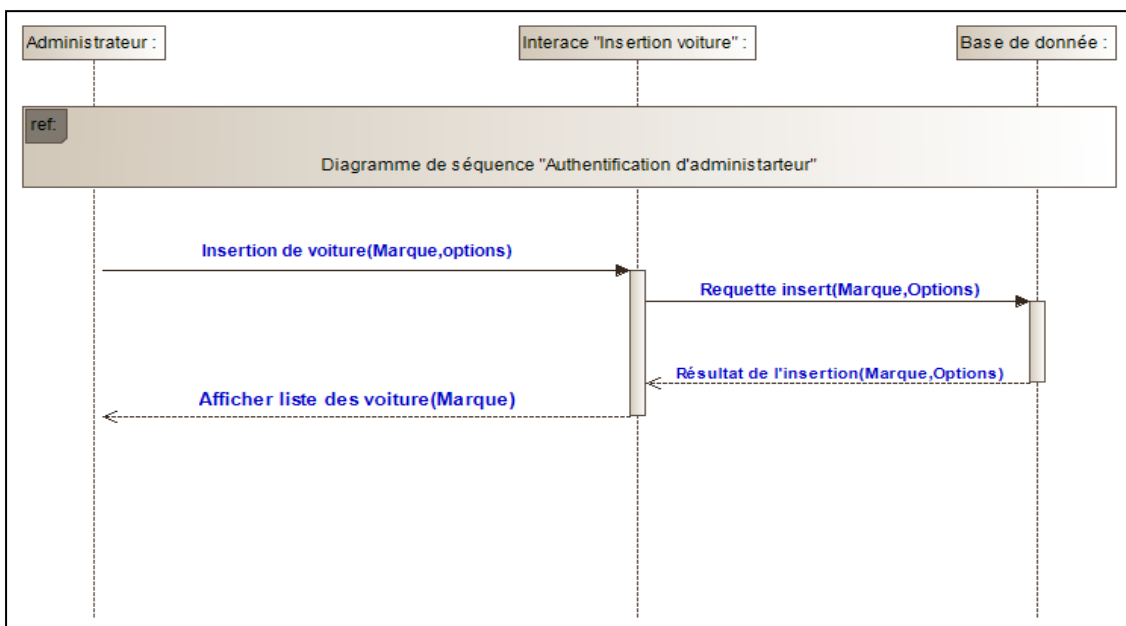 Administrateur :
Interace "Insertion voiture" :
Base de donnée :
ref:
Diagramme de séquence "Authentification d'administarteur"
Insertion de voiture(Marque,options)
Requette insert(Marque,Options)
Résultat de l'insertion(Marque,Options)
Afficher liste des voiture(Marque)